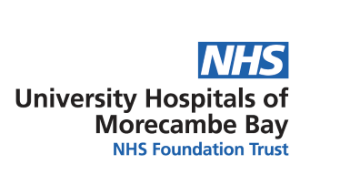 NHS
University Hospitals of
Morecambe Bay
NHS Foundation Trust